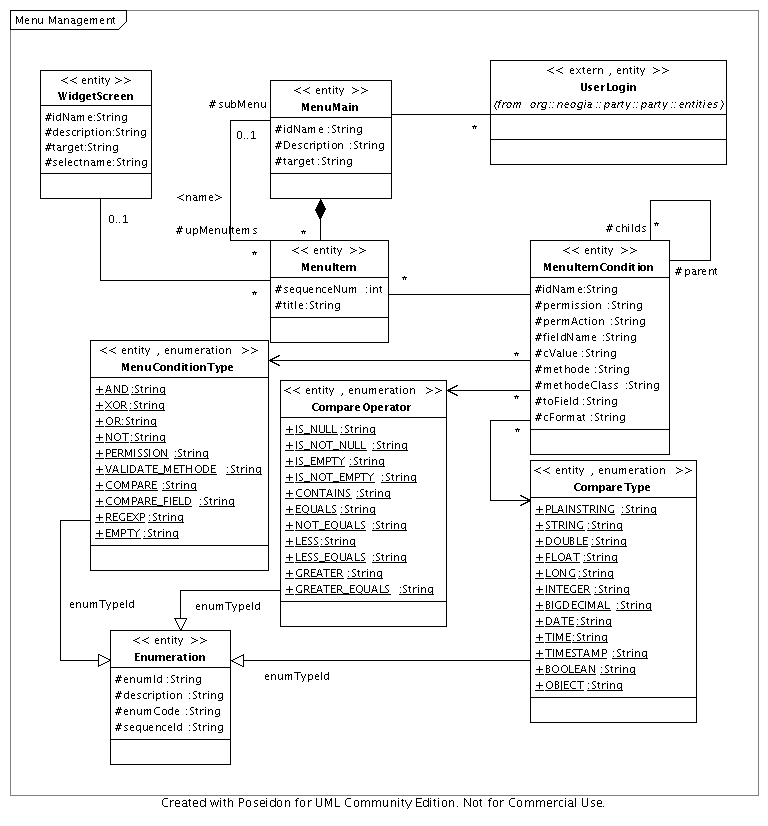 Menu Management
<< entity >>
WidgetScreen
#idName:String
#description:String
#target:String
#selectname:String
0..1
*
#subMenu
0..1
<name>
#upMenuItems
*
<< entity >>
MenuMain
#idName :String
#Description :String
#target:String
*
<< extern , entity >>
UserLogin
(from org::neogia::party::party::entities)
*
<< entity >>
MenuItem
#sequenceNum :int
#title:String
*
#childs
*
#parent
<< entity >>
MenuItemCondition
#idName:String
#permission :String
#permAction :String
#fieldName :String
#cValue :String
#methode :String
#methodeClass :String
#toField :String
#cFormat :String
*
*
*
<< entity , enumeration >>
MenuConditionType
+AND:String
+XOR:String
+OR:String
+NOT:String
+PERMISSION :String
+VALIDATE_METHODE :String
+COMPARE :String
+COMPARE_FIELD :String
+REGEXP :String
+EMPTY:String
<< entity , enumeration >>
CompareOperator
+IS_NULL:String
+IS_NOT_NULL :String
+IS_EMPTY:String
+IS_NOT_EMPTY :String
+CONTAINS :String
+EQUALS :String
+NOT_EQUALS :String
+LESS:String
+LESS_EQUALS :String
+GREATER :String
+GREATER_EQUALS :String
<< entity , enumeration >>
CompareType
+PLAINSTRING :String
+STRING :String
+DOUBLE :String
+FLOAT :String
+LONG :String
+INTEGER :String
+BIGDECIMAL :String
+DATE:String
+TIME:String
+TIMESTAMP :String
+BOOLEAN :String
+OBJECT :String
enumTypeId
enumTypeId
enumTypeId
<< entity >>
Enumeration
#enumId :String
#description :String
#enumCode :String
#sequenceId :String
Created with Poseidon for UML Community Edition. Not for Commercial Use.